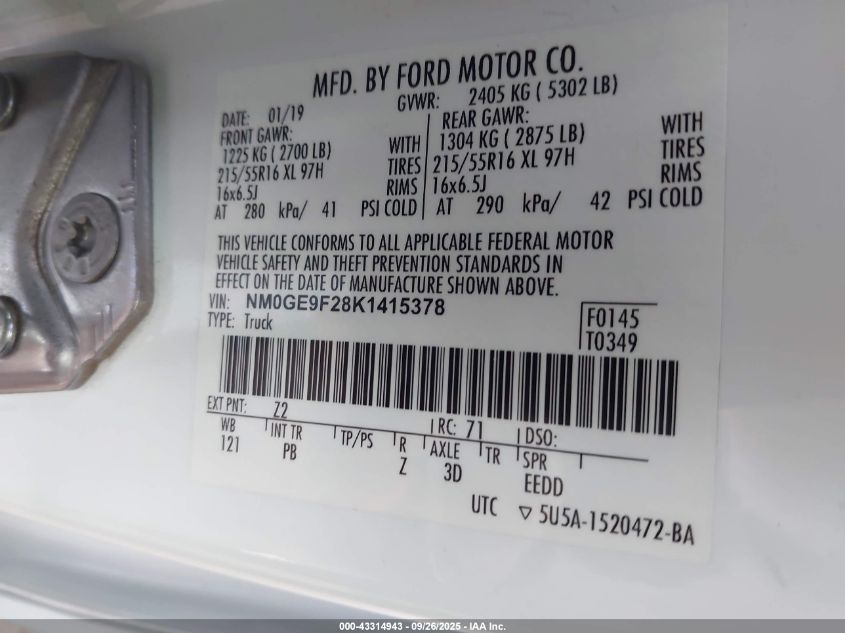 MFD. BY FORD MOTOR CO.
DATE: 01/19 GVWR: 2405 KG ( 5302 LB)
FRONT GAWR: REAR GAWR:
1225 KG ( 2700 LB) WITH 1304 KG ( 2875 LB) WITH
215/55R16 XL 97H TIRES 215/55R16 XL 97H TIRES
16x6.5J RIMS 16x6.5J RIMS
AT 280 kPa/ 41 PSI COLD AT 290 kPa/ 42 PSI COLD
THIS VEHICLE CONFORMS TO ALL APPLICABLE FEDERAL MOTOR
VEHICLE SAFETY AND THEFT PREVENTION STANDARDS IN
EFFECT ON THE DATE OF MANUFACTURE SHOWN ABOVE.
VIN: NM0GE9F28K1415378
TYPE: Truck
F0145
T0349
EXT PNT: Z2 RC: 71 DSO:
WB INT TR TP/PS R AXLE TR SPR
121 PB Z 3D EEDD
UTC ▽ 5U5A-1520472-BA
000-43314943 | 09/26/2025 - IAA Inc.